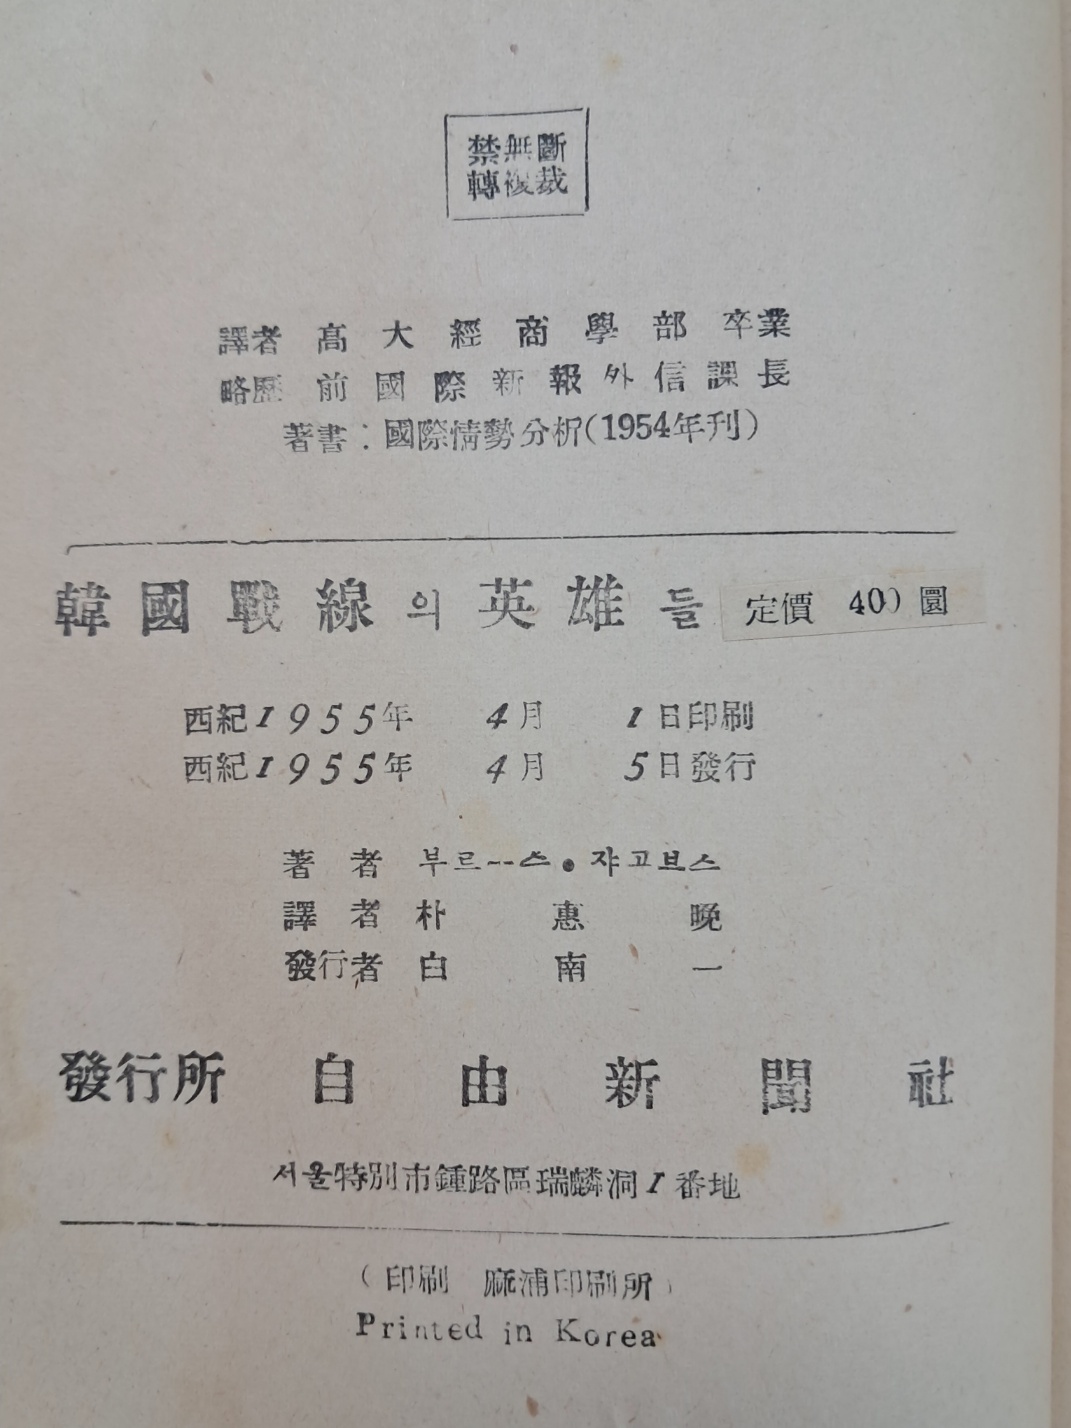 禁無斷
轉複裁
譯者 高大經商學部卒業
略歷 前國際新報外信課長
著書：國際情勢分析(1954年刊)
韓國戰線의英雄들 定價 400圜
西紀1955年 4月 1日印刷
西紀1955年 4月 5日發行
著者 부르--스•쟈고브스
譯者 朴惠晩
發行者 白南一
發行所 自由新聞社
서울特別市鍾路區瑞麟洞1番地
(印刷 麻浦印刷所)
Printed in Korea